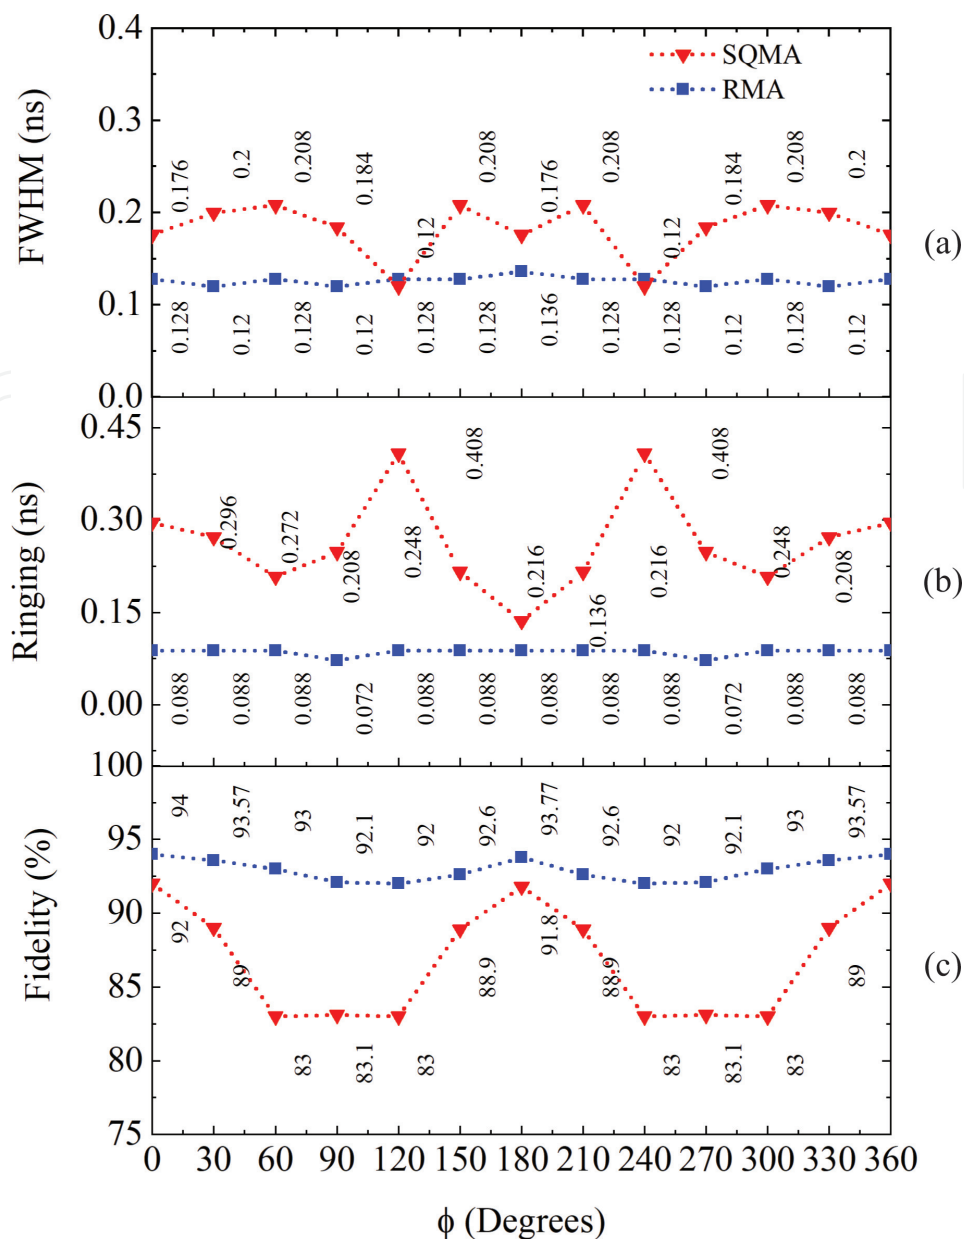 SQMA
RMA
FWHM (ns)
0.4
0.3
0.2
0.1
0.0
0.176 0.2 0.208 0.184 0.12 0.208 0.176 0.208 0.12 0.184 0.208 0.2
0.128 0.12 0.128 0.12 0.128 0.128 0.136 0.128 0.128 0.12 0.128 0.12
(a)
Ringing (ns)
0.45
0.30
0.15
0.00
0.296 0.272 0.208 0.248 0.408 0.216 0.136 0.216 0.408 0.248 0.208
0.088 0.088 0.088 0.072 0.088 0.088 0.088 0.088 0.088 0.072 0.088 0.088
(b)
Fidelity (%)
100
95
90
85
80
75
94 93.57 93 92.1 92 92.6 93.77 92.6 92 92.1 93 93.57
92 89 83 83.1 83 88.9 91.8 88.9 83 83.1 83 89
(c)
0 30 60 90 120 150 180 210 240 270 300 330 360
ϕ (Degrees)